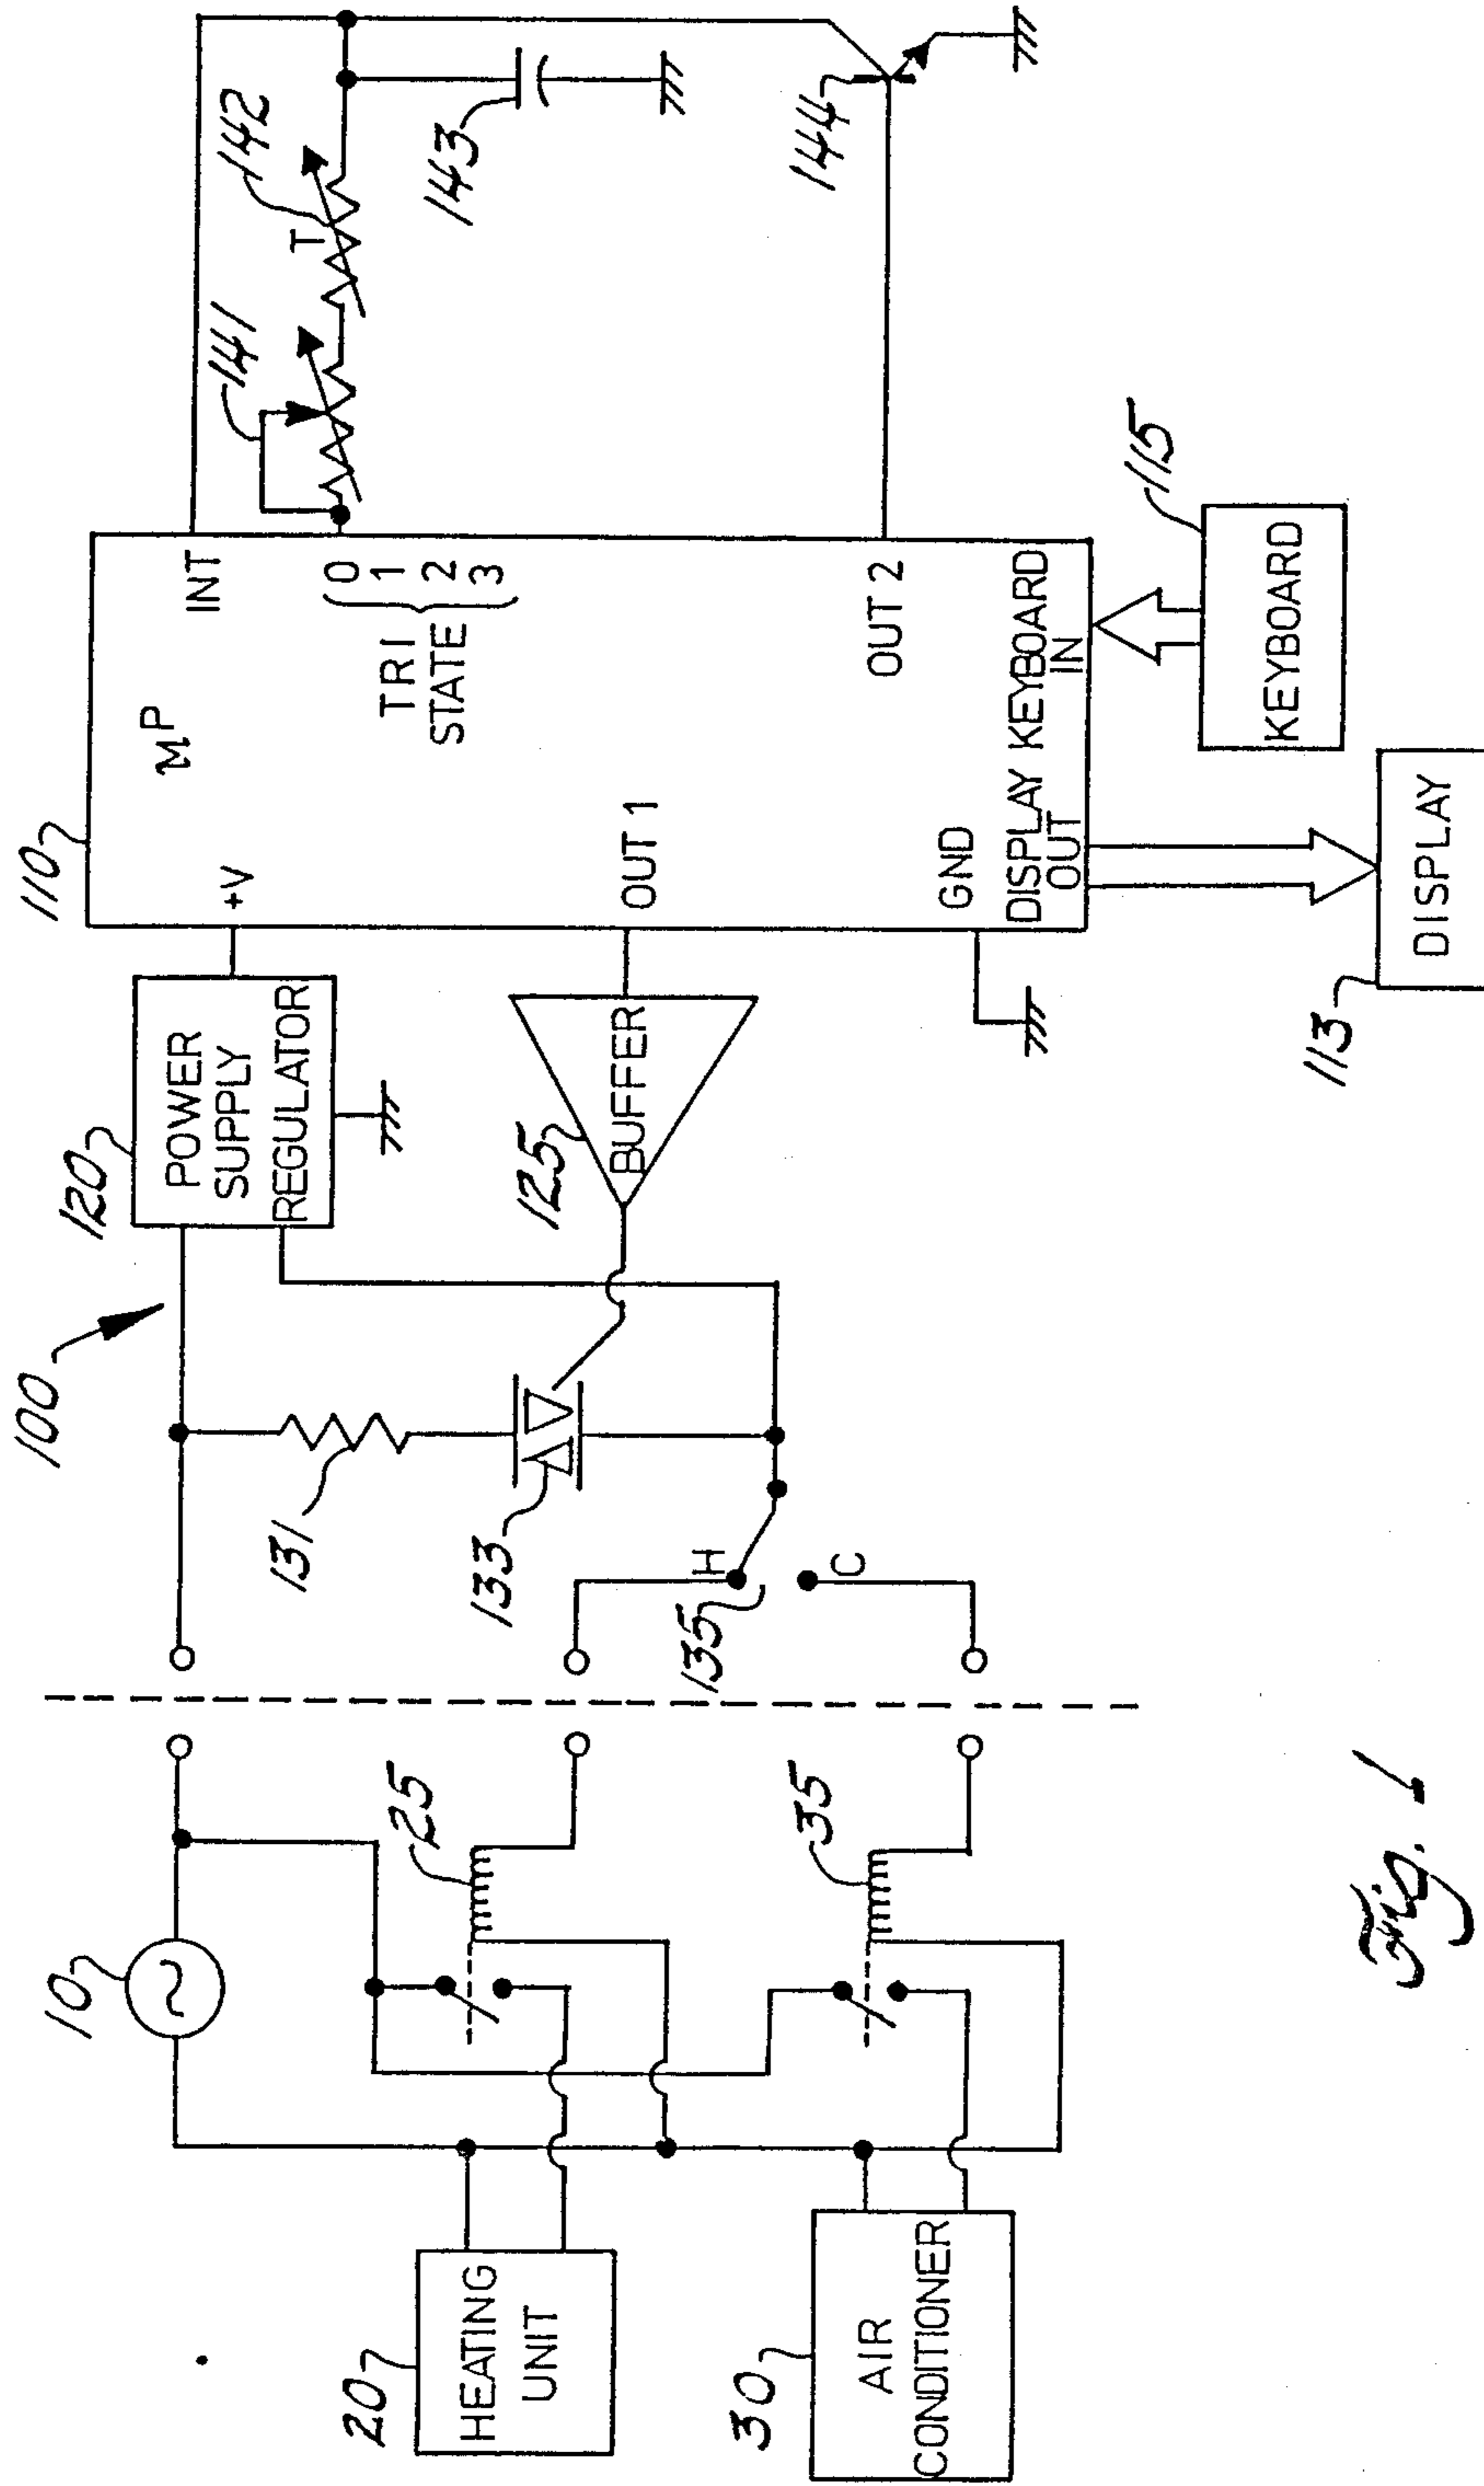 10
20
HEATING
UNIT
25
30
AIR
CONDITIONER
35
100
131
133
135
H
C
120
POWER
SUPPLY
REGULATOR
125
BUFFER
110
μP
+V
INT
TRI
STATE
0
1
2
3
OUT 1
OUT 2
GND
DISPLAY
OUT
KEYBOARD
IN
141
142
T
143
144
115
KEYBOARD
113
DISPLAY
Fig. 1